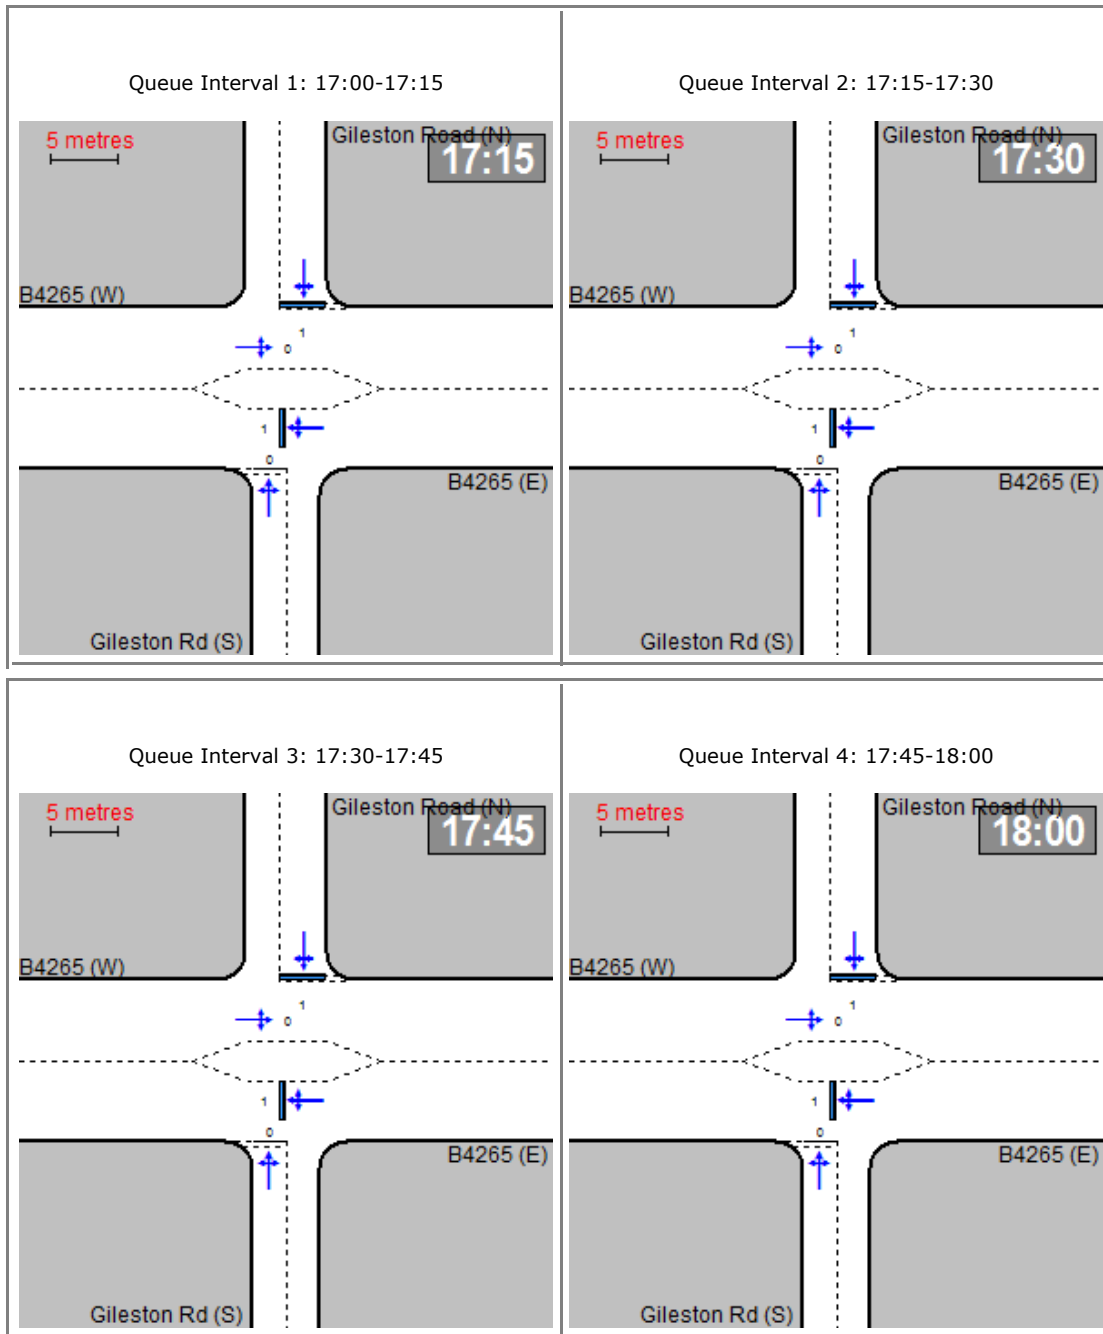 Queue Interval 1: 17:00-17:15
5 metres
Gileston Road (N)
17:15
B4265 (W)
1
0
1
0
B4265 (E)
Gileston Rd (S)
Queue Interval 2: 17:15-17:30
5 metres
Gileston Road (N)
17:30
B4265 (W)
1
0
1
0
B4265 (E)
Gileston Rd (S)
Queue Interval 3: 17:30-17:45
5 metres
Gileston Road (N)
17:45
B4265 (W)
1
0
1
0
B4265 (E)
Gileston Rd (S)
Queue Interval 4: 17:45-18:00
5 metres
Gileston Road (N)
18:00
B4265 (W)
1
0
1
0
B4265 (E)
Gileston Rd (S)